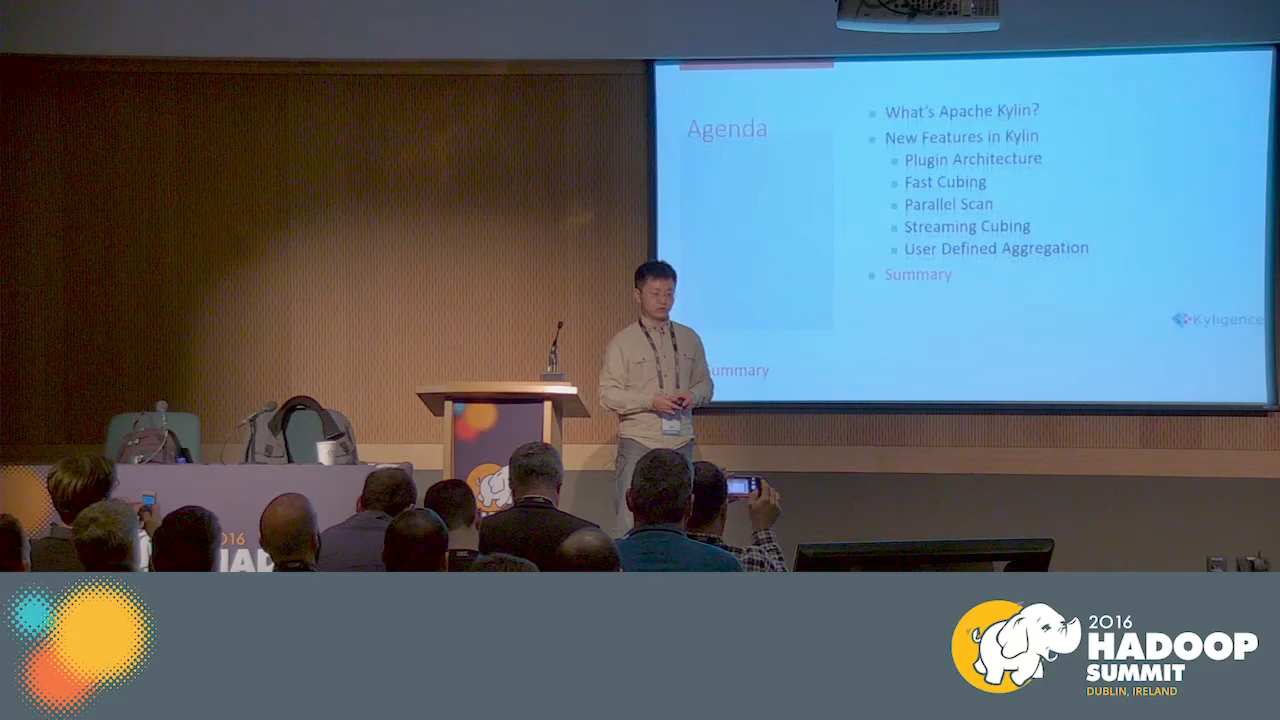 Agenda
What's Apache Kylin?
New Features in Kylin
Plugin Architecture
Fast Cubing
Parallel Scan
Streaming Cubing
User Defined Aggregation
Summary
Kyligence
ummary
016
2016
HADOOP
SUMMIT
DUBLIN, IRELAND